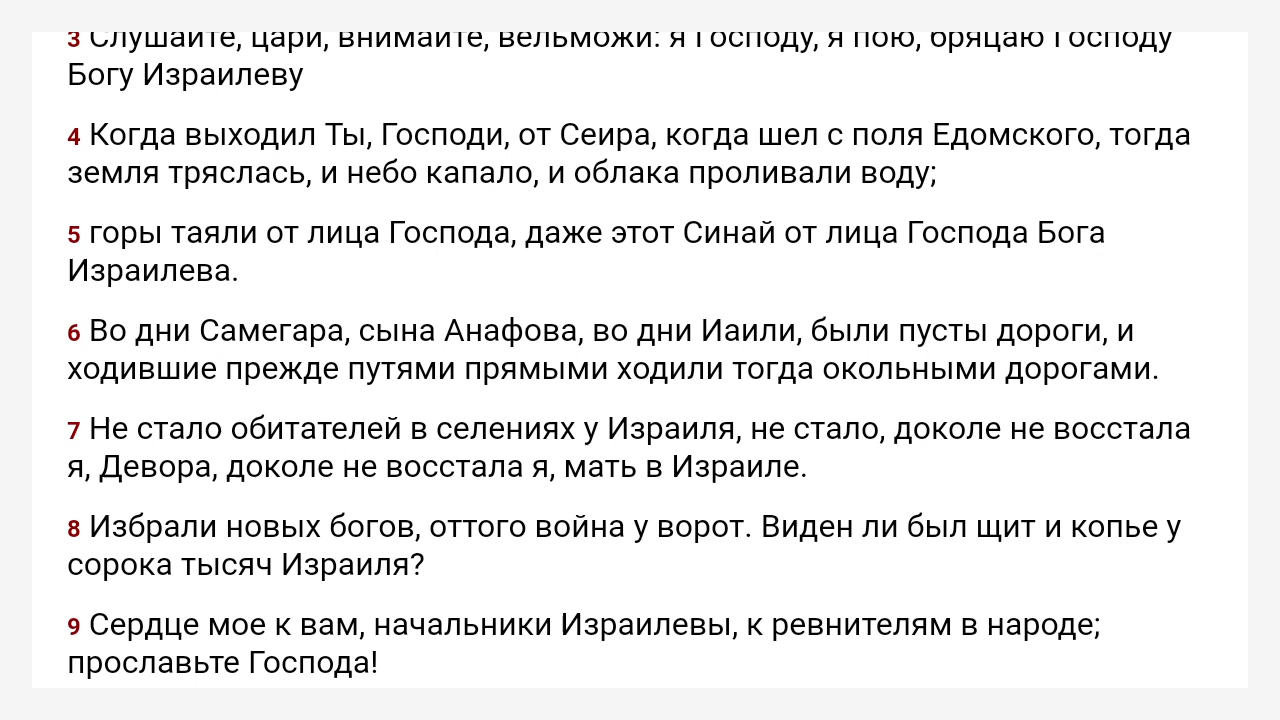 3 Слушайте, цари, внимайте, вельможи: я Господу, я пою, бряцаю Господу
Богу Израилеву
4 Когда выходил Ты, Господи, от Сеира, когда шел с поля Едомского, тогда
земля тряслась, и небо капало, и облака проливали воду;
5 горы таяли от лица Господа, даже этот Синай от лица Господа Бога
Израилева.
6 Во дни Самегара, сына Анафова, во дни Иаили, были пусты дороги, и
ходившие прежде путями прямыми ходили тогда окольными дорогами.
7 Не стало обитателей в селениях у Израиля, не стало, доколе не восстала
я, Девора, доколе не восстала я, мать в Израиле.
8 Избрали новых богов, оттого война у ворот. Виден ли был щит и копье у
сорока тысяч Израиля?
9 Сердце мое к вам, начальники Израилевы, к ревнителям в народе;
прославьте Господа!